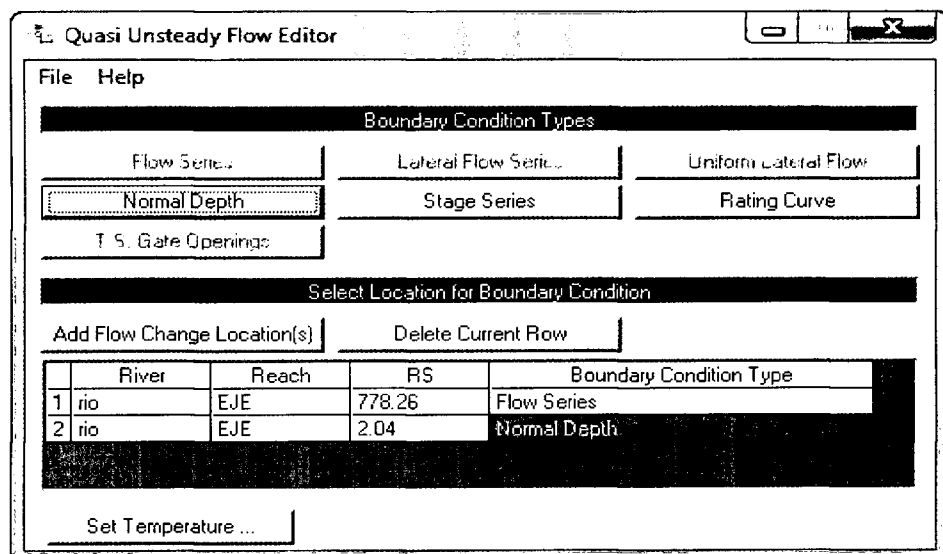 Quasi Unsteady Flow Editor
File Help
Boundary Condition Types
Flow Series Lateral Flow Series Uniform Lateral Flow
Normal Depth Stage Series Rating Curve
T.S. Gate Openings
Select Location for Boundary Condition
Add Flow Change Location(s) Delete Current Row
River Reach RS Boundary Condition Type
1 rio EJE 778.26 Flow Series
2 rio EJE 2.04 Normal Depth
Set Temperature ...